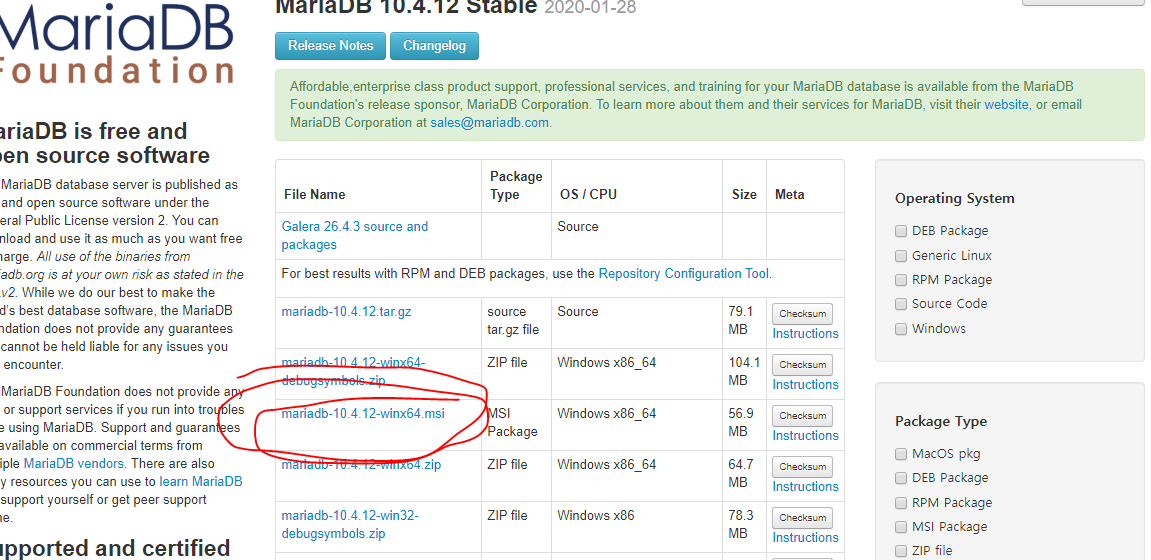 MariaDB
Foundation
MariaDB is free and
open source software
MariaDB database server is published as
and open source software under the
General Public License version 2. You can
download and use it as much as you want free
charge. All use of the binaries from
mariadb.org is at your own risk as stated in the
v2. While we do our best to make the
world's best database software, the MariaDB
Foundation does not provide any guarantees
cannot be held liable for any issues you
encounter.
MariaDB Foundation does not provide any
or support services if you run into troubles
using MariaDB. Support and guarantees
available on commercial terms from
multiple MariaDB vendors. There are also
resources you can use to learn MariaDB
support yourself or get peer support
Supported and certified
MariaDB 10.4.12 Stable 2020-01-28
Release Notes
Changelog
Affordable,enterprise class product support, professional services, and training for your MariaDB database is available from the MariaDB
Foundation's release sponsor, MariaDB Corporation. To learn more about them and their services for MariaDB, visit their website, or email
MariaDB Corporation at sales@mariadb.com.
File Name Package Type OS / CPU Size Meta
Galera 26.4.3 source and Source
packages
For best results with RPM and DEB packages, use the Repository Configuration Tool.
mariadb-10.4.12.tar.gz source Source 79.1 Checksum
tar.gz file MB Instructions
mariadb-10.4.12-winx64- ZIP file Windows x86_64 104.1 Checksum
debugsymbols.zip MB Instructions
mariadb-10.4.12-winx64.msi MSI Windows x86_64 56.9 Checksum
Package MB Instructions
mariadb-10.4.12-winx64.zip ZIP file Windows x86_64 64.7 Checksum
MB Instructions
mariadb-10.4.12-win32- ZIP file Windows x86 78.3 Checksum
debugsymbols.zip MB Instructions
Operating System
DEB Package
Generic Linux
RPM Package
Source Code
Windows
Package Type
MacOS pkg
DEB Package
RPM Package
MSI Package
ZIP file